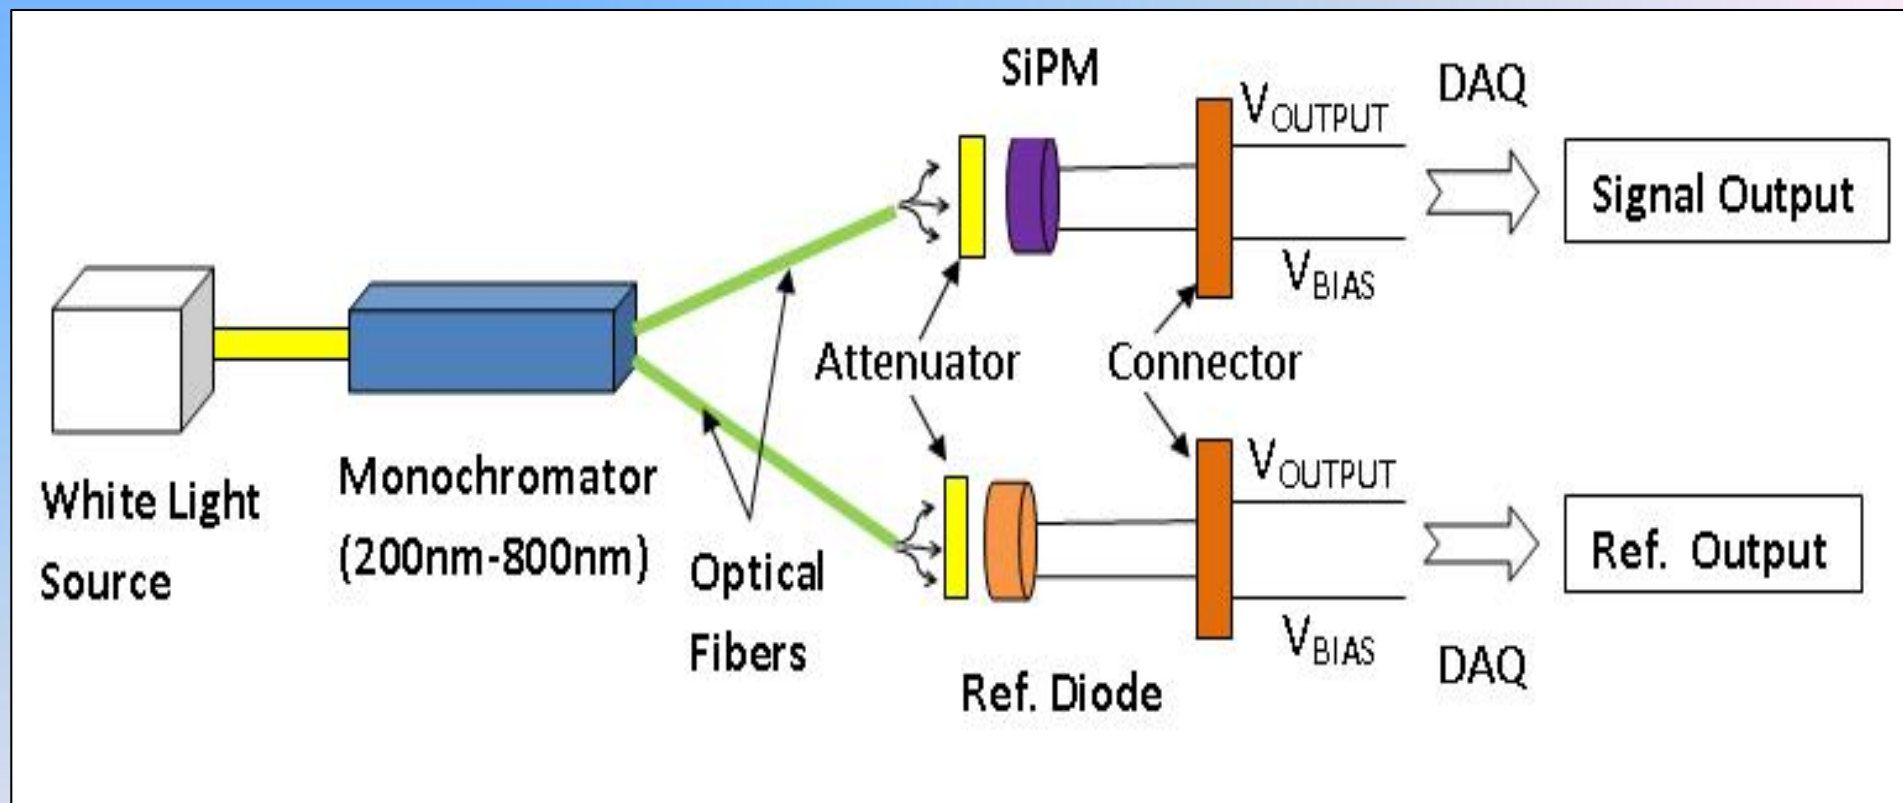 SiPM
DAQ
VOUTPUT
Signal Output
VBIAS
Attenuator
Connector
White Light
Source
Monochromator
(200nm-800nm)
Optical
Fibers
VOUTPUT
Ref. Output
VBIAS
DAQ
Ref. Diode